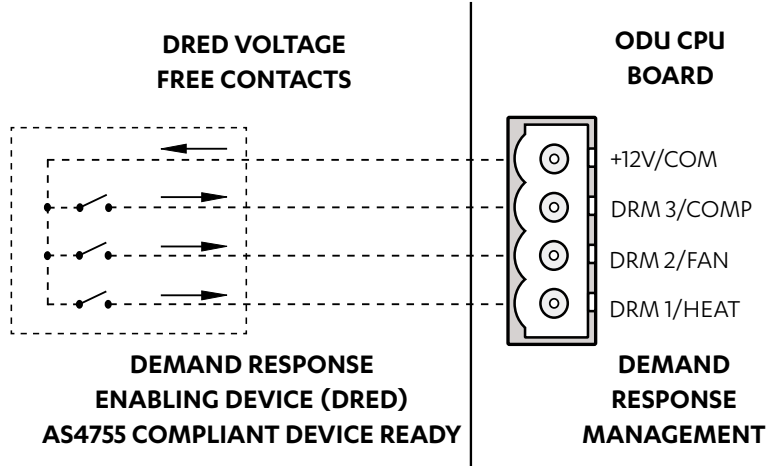 DRED VOLTAGE
FREE CONTACTS
ODU CPU
BOARD
+12V/COM
DRM 3/COMP
DRM 2/FAN
DRM 1/HEAT
DEMAND RESPONSE
ENABLING DEVICE (DRED)
AS4755 COMPLIANT DEVICE READY
DEMAND
RESPONSE
MANAGEMENT